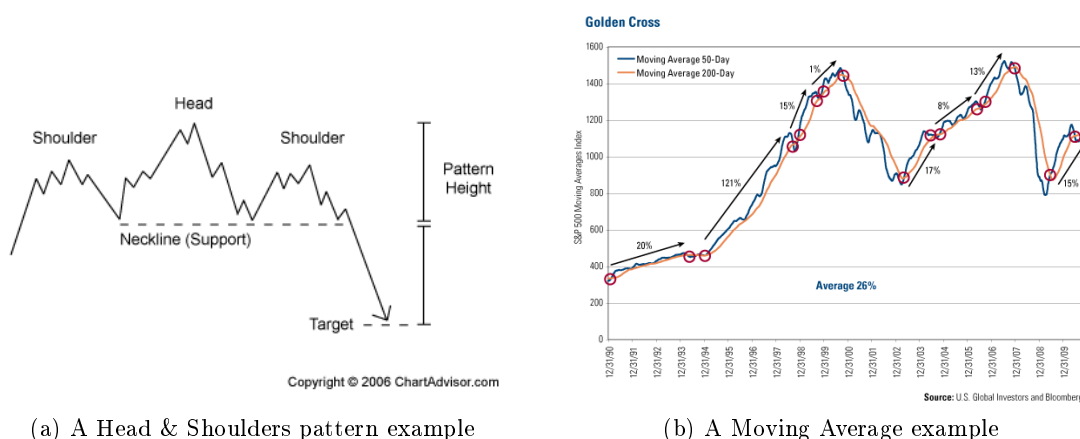 Head
Shoulder
Shoulder
Pattern
Height
Neckline (Support)
Target
Copyright © 2006 ChartAdvisor.com
(a) A Head & Shoulders pattern example
Golden Cross
1600
1400
1200
1000
800
600
400
200
0
S&P 500 Moving Averages Index
Moving Average 50-Day
Moving Average 200-Day
20%
121%
15%
1%
17%
8%
13%
15%
Average 26%
12/31/90
12/31/91
12/31/92
12/31/93
12/31/94
12/31/95
12/31/96
12/31/97
12/31/98
12/31/99
12/31/00
12/31/01
12/31/02
12/31/03
12/31/04
12/31/05
12/31/06
12/31/07
12/31/08
12/31/09
Source: U.S. Global Investors and Bloomberg
(b) A Moving Average example